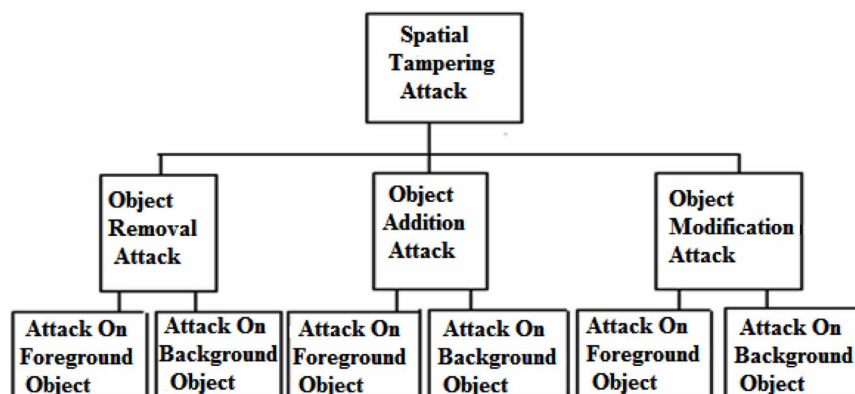 Spatial
Tampering
Attack
Object
Removal
Attack
Object
Addition
Attack
Object
Modification
Attack
Attack On
Foreground
Object
Attack On
Background
Object
Attack On
Foreground
Object
Attack On
Background
Object
Attack On
Foreground
Object
Attack On
Background
Object